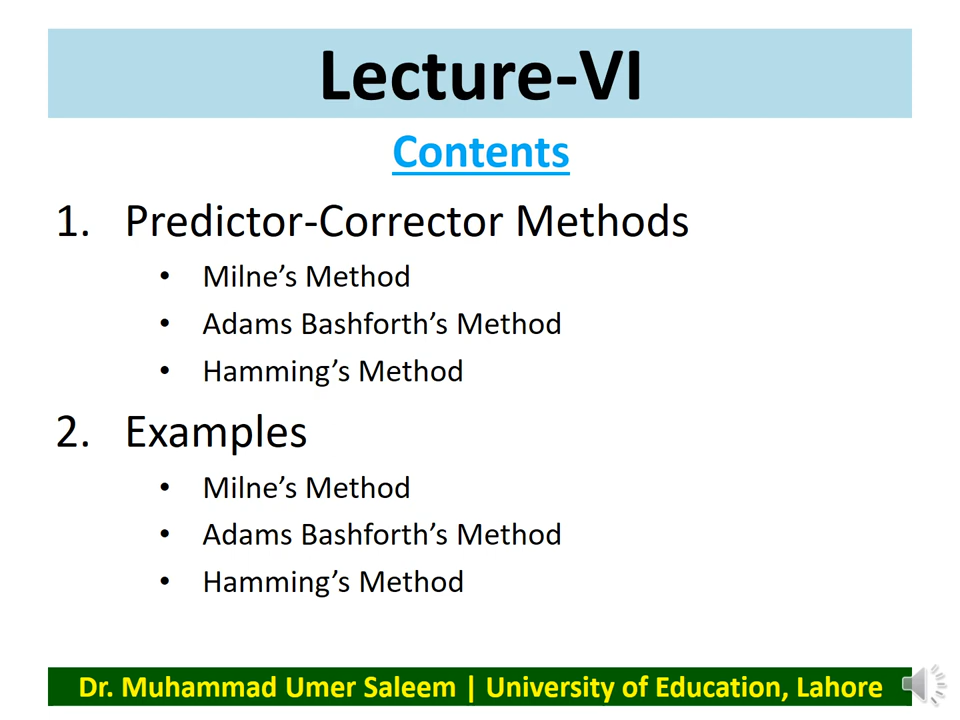 Lecture-VI
Contents
1. Predictor-Corrector Methods
• Milne’s Method
• Adams Bashforth’s Method
• Hamming’s Method
2. Examples
• Milne’s Method
• Adams Bashforth’s Method
• Hamming’s Method
Dr. Muhammad Umer Saleem | University of Education, Lahore